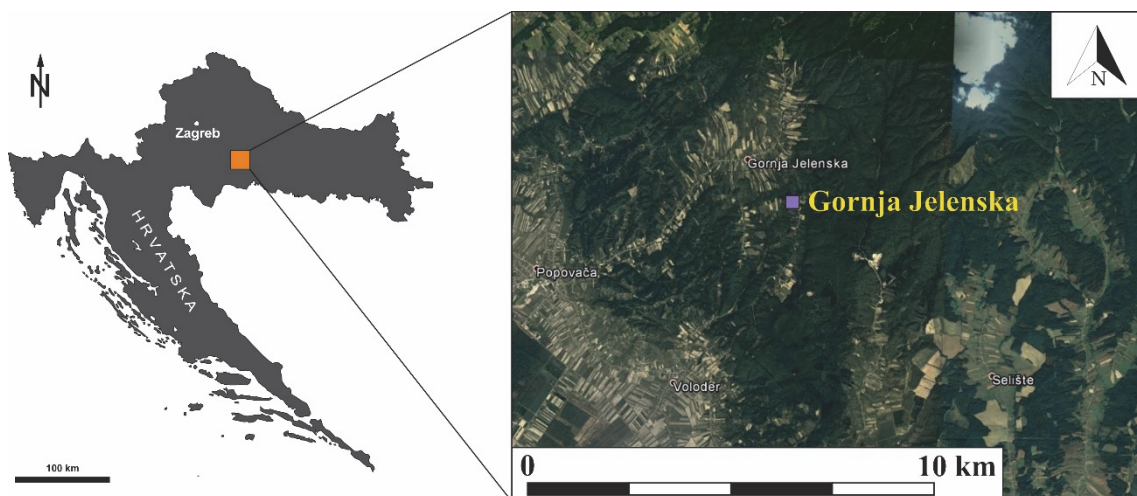 N
Zagreb
HRVATSKA
100 km
N
Gornja Jelenska
Gornja Jelenska
Popovača
Voloder
Selište
0 10 km